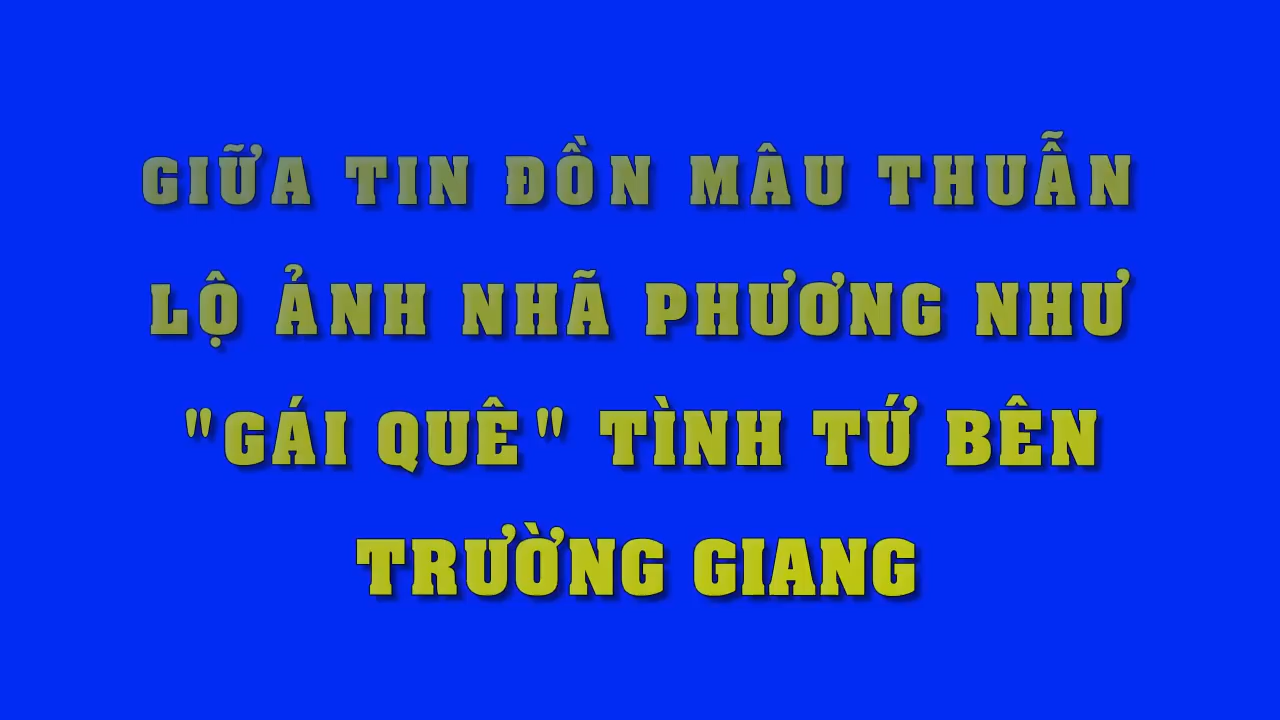 GIỮA TIN ĐỒN MÂU THUẪN
LỘ ẢNH NHÃ PHƯƠNG NHƯ
"GÁI QUÊ" TÌNH TỨ BÊN
TRƯỜNG GIANG